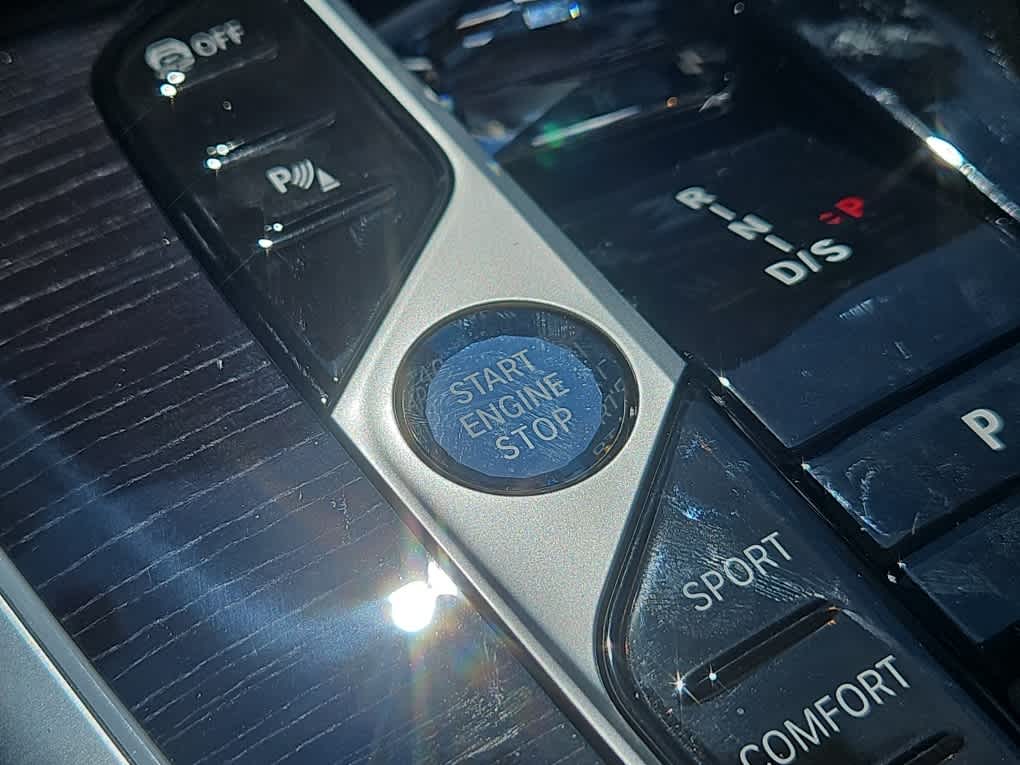 OFF
P
R
N
D/S
P
START
ENGINE
STOP
P
SPORT
COMFORT